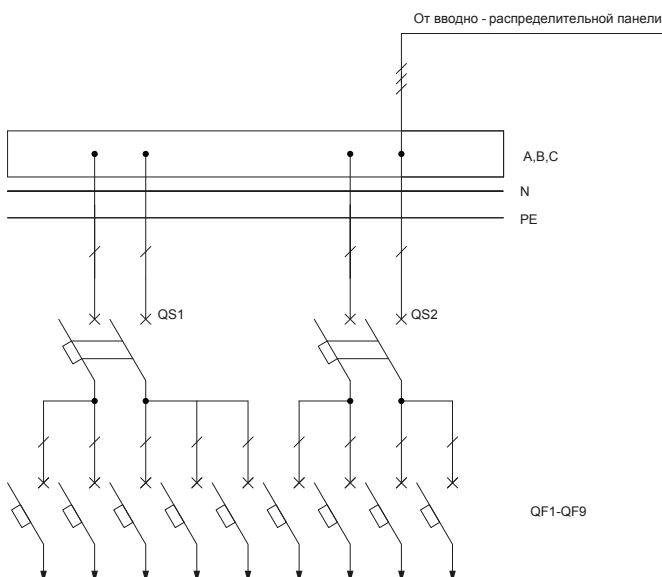 От вводно - распределительной панели
A,B,C
N
PE
QS1
QS2
QF1-QF9